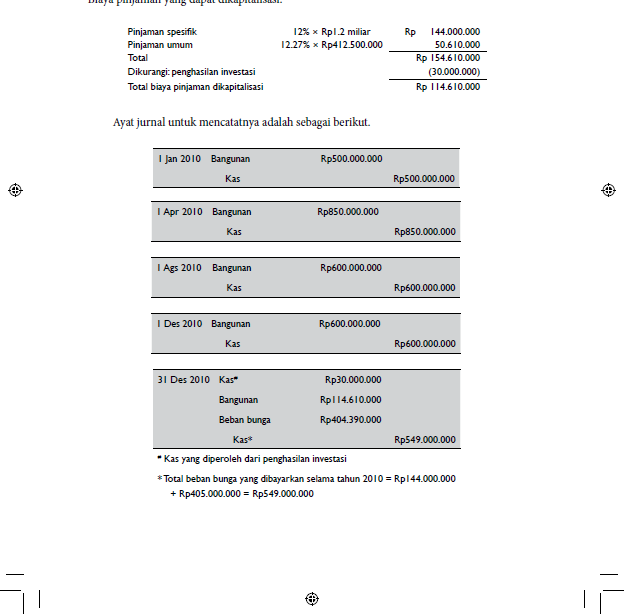 Biaya pinjaman yang dapat dikapitalisasi:
Pinjaman spesifik 12% × Rp1.2 miliar Rp 144.000.000
Pinjaman umum 12.27% × Rp412.500.000 50.610.000
Total Rp 154.610.000
Dikurangi: penghasilan investasi (30.000.000)
Total biaya pinjaman dikapitalisasi Rp 114.610.000
Ayat jurnal untuk mencatatnya adalah sebagai berikut.
1 Jan 2010 Bangunan Rp500.000.000
Kas Rp500.000.000
1 Apr 2010 Bangunan Rp850.000.000
Kas Rp850.000.000
1 Ags 2010 Bangunan Rp600.000.000
Kas Rp600.000.000
1 Des 2010 Bangunan Rp600.000.000
Kas Rp600.000.000
31 Des 2010 Kas# Rp30.000.000
Bangunan Rp114.610.000
Beban bunga Rp404.390.000
Kas* Rp549.000.000
# Kas yang diperoleh dari penghasilan investasi
* Total beban bunga yang dibayarkan selama tahun 2010 = Rp144.000.000
+ Rp405.000.000 = Rp549.000.000